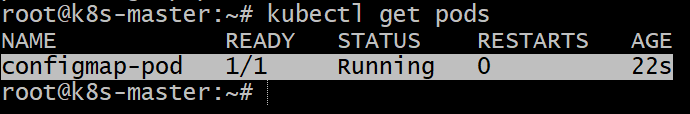 root@k8s-master:~# kubectl get pods
NAME READY STATUS RESTARTS AGE
configmap-pod 1/1 Running 0 22s
root@k8s-master:~#